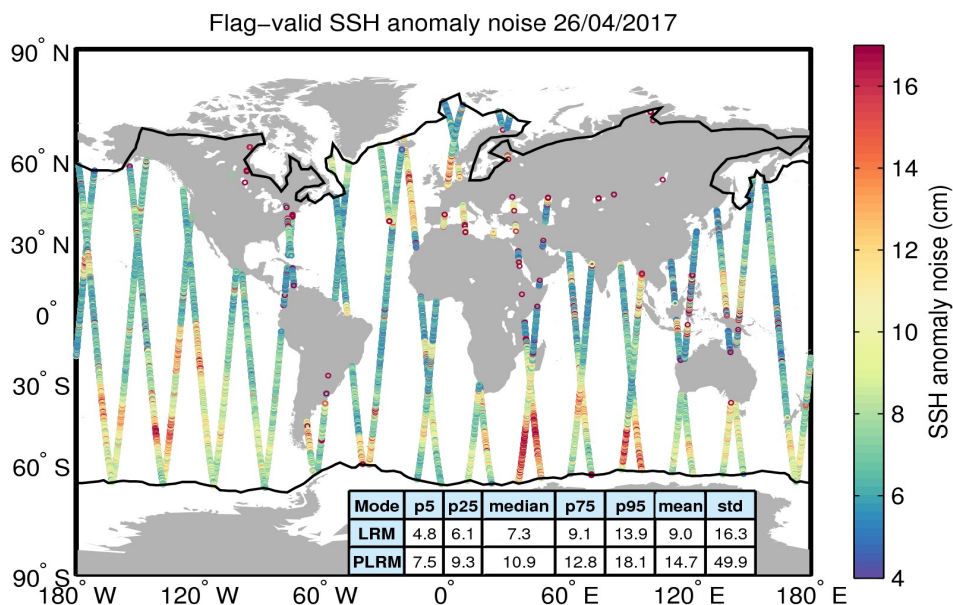 Flag−valid SSH anomaly noise 26/04/2017
90° N
60° N
30° N
0°
30° S
60° S
90° S
180° W 120° W 60° W 0° 60° E 120° E 180° E
Mode p5 p25 median p75 p95 mean std
LRM 4.8 6.1 7.3 9.1 13.9 9.0 16.3
PLRM 7.5 9.3 10.9 12.8 18.1 14.7 49.9
16
14
12
10
8
6
4
SSH anomaly noise (cm)